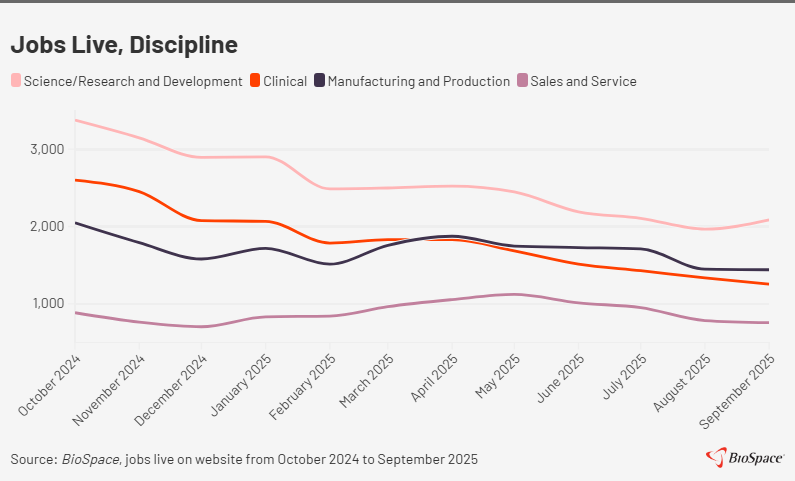 Jobs Live, Discipline
Science/Research and Development Clinical Manufacturing and Production Sales and Service
3,000
2,000
1,000
October 2024 November 2024 December 2024 January 2025 February 2025 March 2025 April 2025 May 2025 June 2025 July 2025 August 2025 September 2025
Source: BioSpace, jobs live on website from October 2024 to September 2025
BIOSPACE